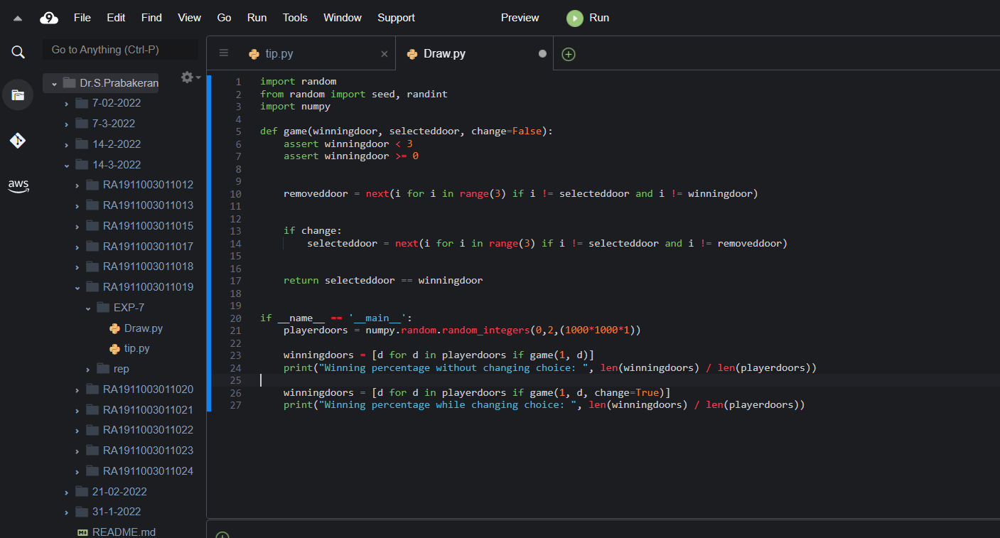 9 File Edit Find View Go Run Tools Window Support Preview Run
Go to Anything (Ctrl-P)
tip.py
Draw.py
aws
Dr.S.Prabakeran
7-02-2022
7-3-2022
14-2-2022
14-3-2022
RA1911003011012
RA1911003011013
RA1911003011015
RA1911003011017
RA1911003011018
RA1911003011019
EXP-7
Draw.py
tip.py
rep
RA1911003011020
RA1911003011021
RA1911003011022
RA1911003011023
RA1911003011024
21-02-2022
31-1-2022
README.md
1 import random
2 from random import seed, randint
3 import numpy
4
5 def game(winningdoor, selecteddoor, change=False):
6     assert winningdoor < 3
7     assert winningdoor >= 0
8
9
10     removeddoor = next(i for i in range(3) if i != selecteddoor and i != winningdoor)
11
12
13     if change:
14         selecteddoor = next(i for i in range(3) if i != selecteddoor and i != removeddoor)
15
16
17     return selecteddoor == winningdoor
18
19
20 if __name__ == '__main__':
21     playerdoors = numpy.random.random_integers(0,2,(1000*1000*1))
22
23     winningdoors = [d for d in playerdoors if game(1, d)]
24     print("Winning percentage without changing choice: ", len(winningdoors) / len(playerdoors))
25
26     winningdoors = [d for d in playerdoors if game(1, d, change=True)]
27     print("Winning percentage while changing choice: ", len(winningdoors) / len(playerdoors))